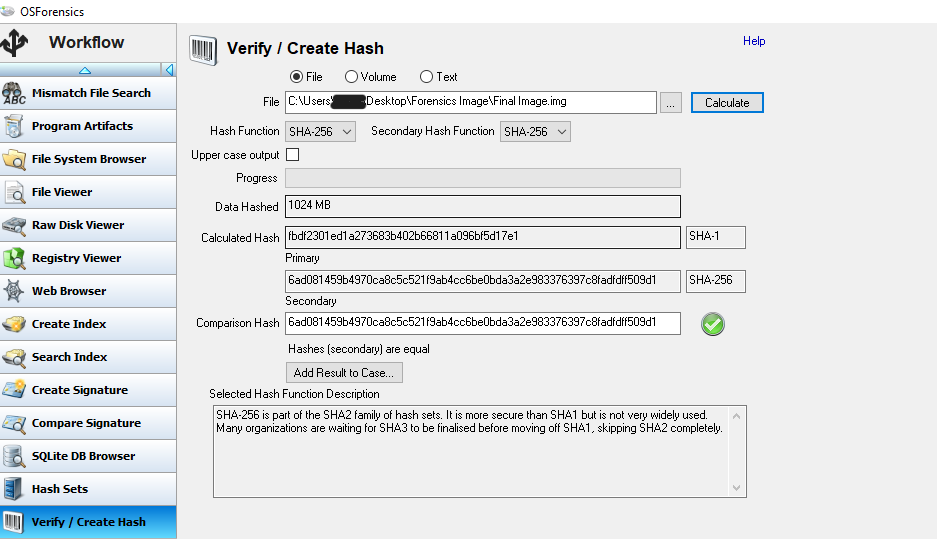 OSForensics
Workflow
ABC Mismatch File Search
Program Artifacts
File System Browser
File Viewer
Raw Disk Viewer
Registry Viewer
Web Browser
Create Index
Search Index
Create Signature
Compare Signature
SQLite DB Browser
Hash Sets
Verify / Create Hash
Verify / Create Hash
Help
File Volume Text
File C:\Users\ Desktop\Forensics Image\Final Image.img ... Calculate
Hash Function SHA-256 Secondary Hash Function SHA-256
Upper case output
Progress
Data Hashed 1024 MB
Calculated Hash fbdf2301ed1a273683b402b66811a096bf5d17e1 SHA-1
Primary
6ad081459b4970ca8c5c521f9ab4cc6be0bda3a2e983376397c8fadfdff509d1 SHA-256
Secondary
Comparison Hash 6ad081459b4970ca8c5c521f9ab4cc6be0bda3a2e983376397c8fadfdff509d1
Hashes (secondary) are equal
Add Result to Case...
Selected Hash Function Description
SHA-256 is part of the SHA2 family of hash sets. It is more secure than SHA1 but is not very widely used.
Many organizations are waiting for SHA3 to be finalised before moving off SHA1, skipping SHA2 completely.